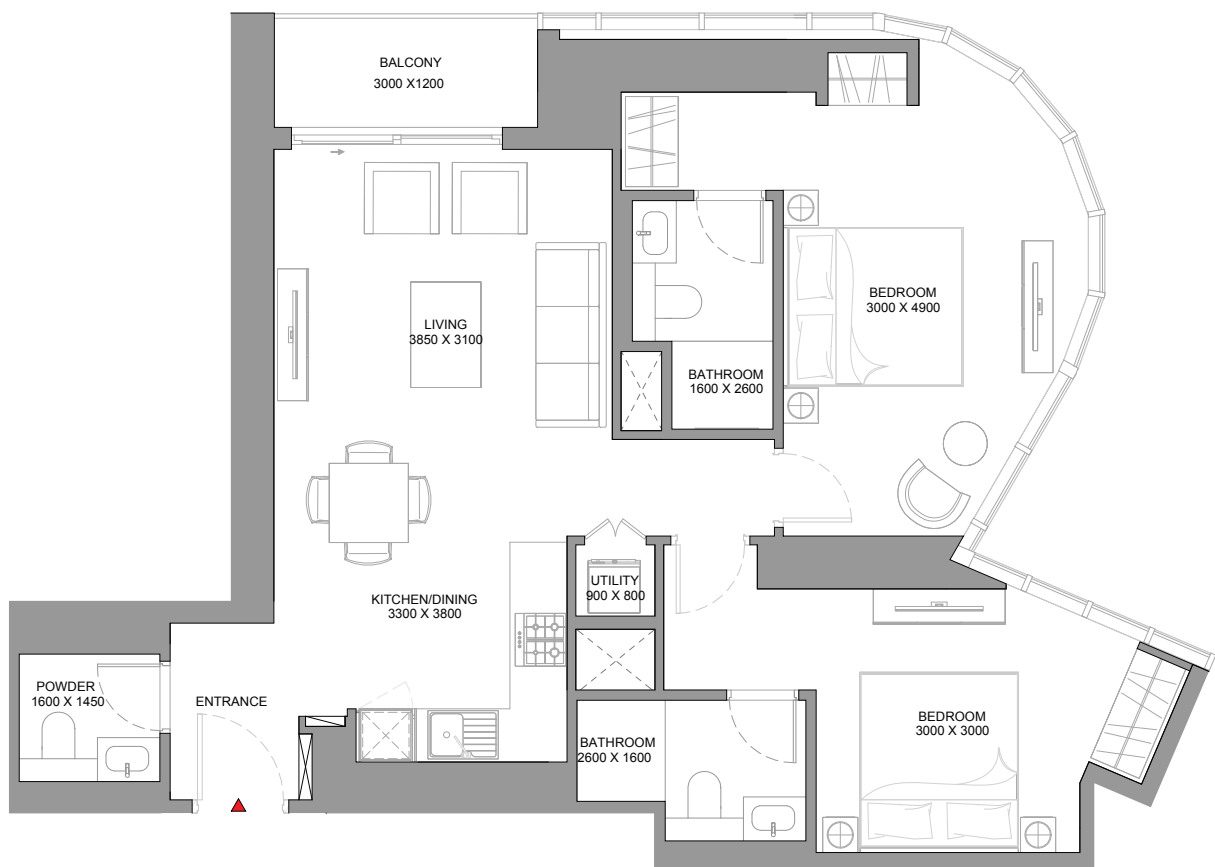 BALCONY
3000 X1200
LIVING
3850 X 3100
BEDROOM
3000 X 4900
BATHROOM
1600 X 2600
KITCHEN/DINING
3300 X 3800
UTILITY
900 X 800
POWDER
1600 X 1450
ENTRANCE
BATHROOM
2600 X 1600
BEDROOM
3000 X 3000